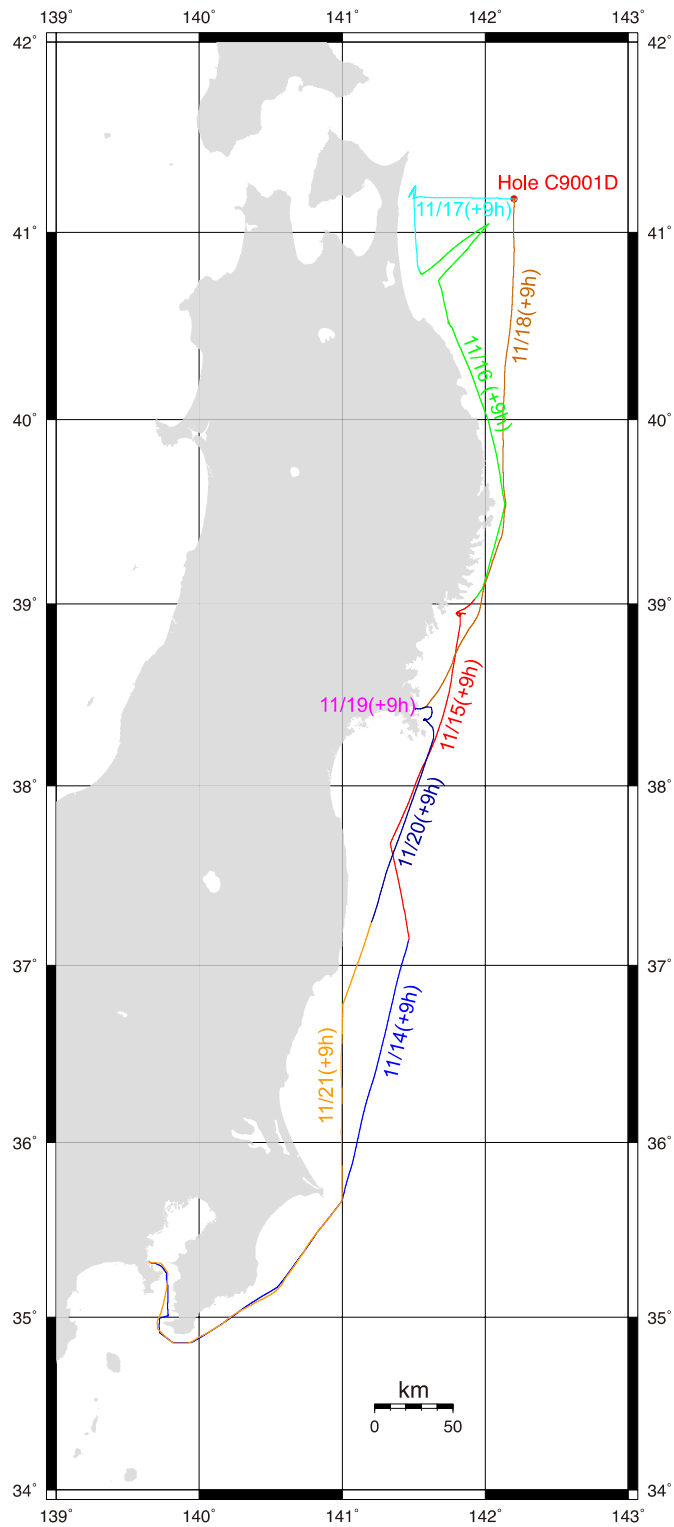 139˚ 140˚ 141˚ 142˚ 143˚
42˚ 42˚
Hole C9001D
11/17(+9h)
41˚ 41˚
11/18(+9h)
11/16 (+9h)
40˚ 40˚
39˚ 39˚
11/19(+9h)
11/15(+9h)
38˚ 38˚
11/20(+9h)
37˚ 37˚
11/14(+9h)
11/21(+9h)
36˚ 36˚
35˚ 35˚
km
0 50
34˚ 34˚
139˚ 140˚ 141˚ 142˚ 143˚